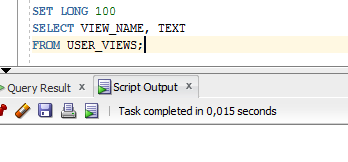 SET LONG 100
SELECT VIEW_NAME, TEXT
FROM USER_VIEWS;
Query Result x Script Output x
Task completed in 0,015 seconds